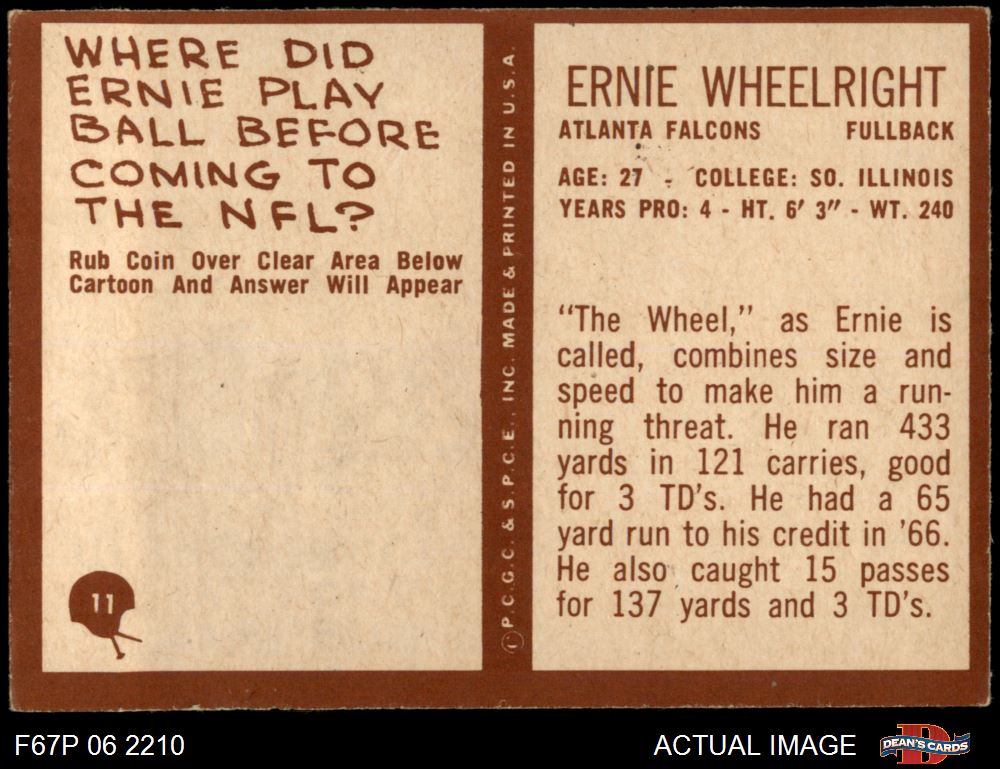 WHERE DID
ERNIE PLAY
BALL BEFORE
COMING TO
THE NFL?
Rub Coin Over Clear Area Below
Cartoon And Answer Will Appear
11
P.C.G.C. & S.P.C.E., INC. MADE & PRINTED IN U.S.A.
ERNIE WHEELRIGHT
ATLANTA FALCONS FULLBACK
AGE: 27 - COLLEGE: SO. ILLINOIS
YEARS PRO: 4 - HT. 6' 3" - WT. 240
"The Wheel," as Ernie is
called, combines size and
speed to make him a run-
ning threat. He ran 433
yards in 121 carries, good
for 3 TD's. He had a 65
yard run to his credit in '66.
He also caught 15 passes
for 137 yards and 3 TD's.
F67P 06 2210
ACTUAL IMAGE
DEAN'S CARDS